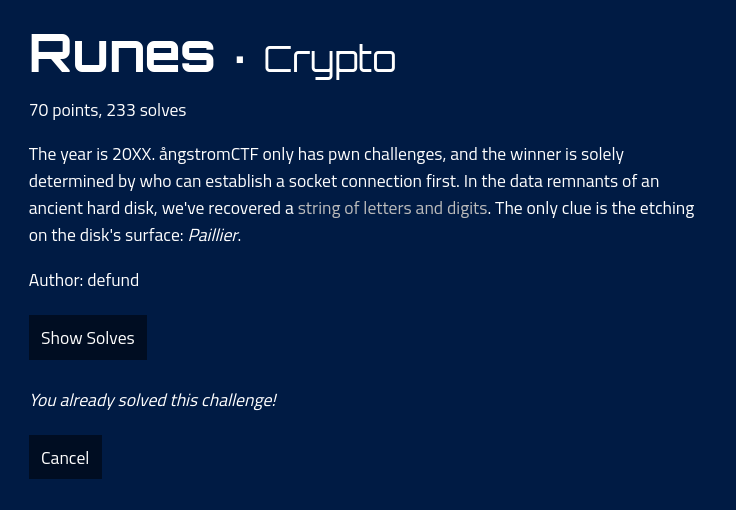 Runes · Crypto
70 points, 233 solves
The year is 20XX. ångstromCTF only has pwn challenges, and the winner is solely
determined by who can establish a socket connection first. In the data remnants of an
ancient hard disk, we've recovered a string of letters and digits. The only clue is the etching
on the disk's surface: Paillier.
Author: defund
Show Solves
You already solved this challenge!
Cancel